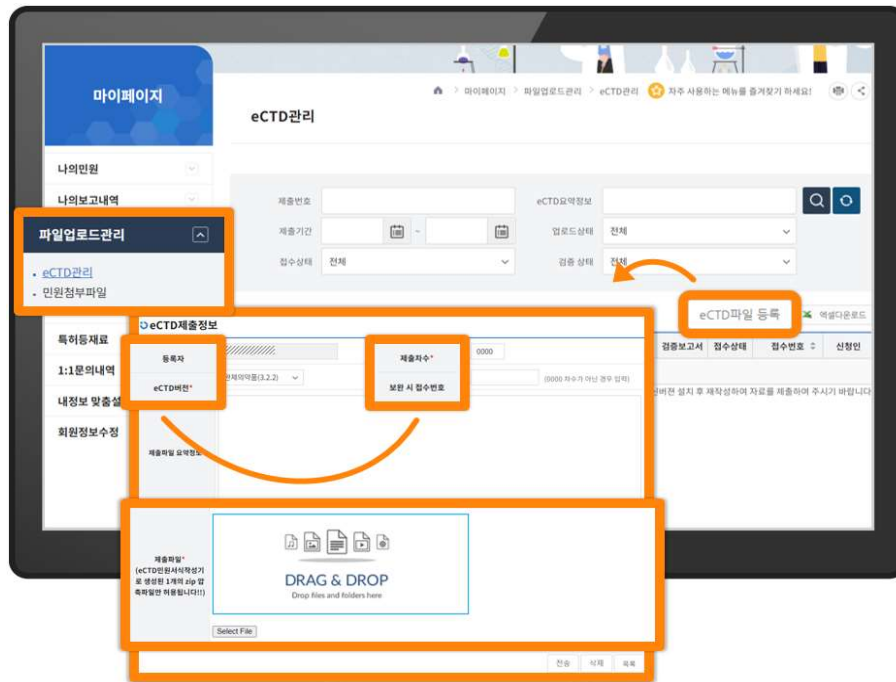 마이페이지
마이페이지 > 파일업로드관리 > eCTD관리 자주 사용하는 메뉴를 즐겨찾기 하세요!
eCTD관리
나의민원
나의보고내역
파일업로드관리
eCTD관리
민원첨부파일
특허등재료
1:1문의내역
내정보 맞춤설
회원정보수정
제출번호
eCTD요약정보
제출기간 ~
업로드상태 전체
접수상태 전체
검증 상태 전체
eCTD파일 등록
엑셀다운로드
검증보고서 접수상태 접수번호 신청인
버전 설치 후 재작성하여 자료를 제출하여 주시기 바랍니다
eCTD제출정보
등록자
제출차수* 0000
eCTD버전* 체의약품(3.2.2)
보완 시 접수번호 (0000 차수가 아닌 경우 입력)
제출파일 요약정보
제출파일*
(eCTD민원서식작성기
로 생성된 1개의 zip 압
축파일만 허용됩니다!!)
DRAG & DROP
Drop files and folders here
Select File
전송 삭제 목록